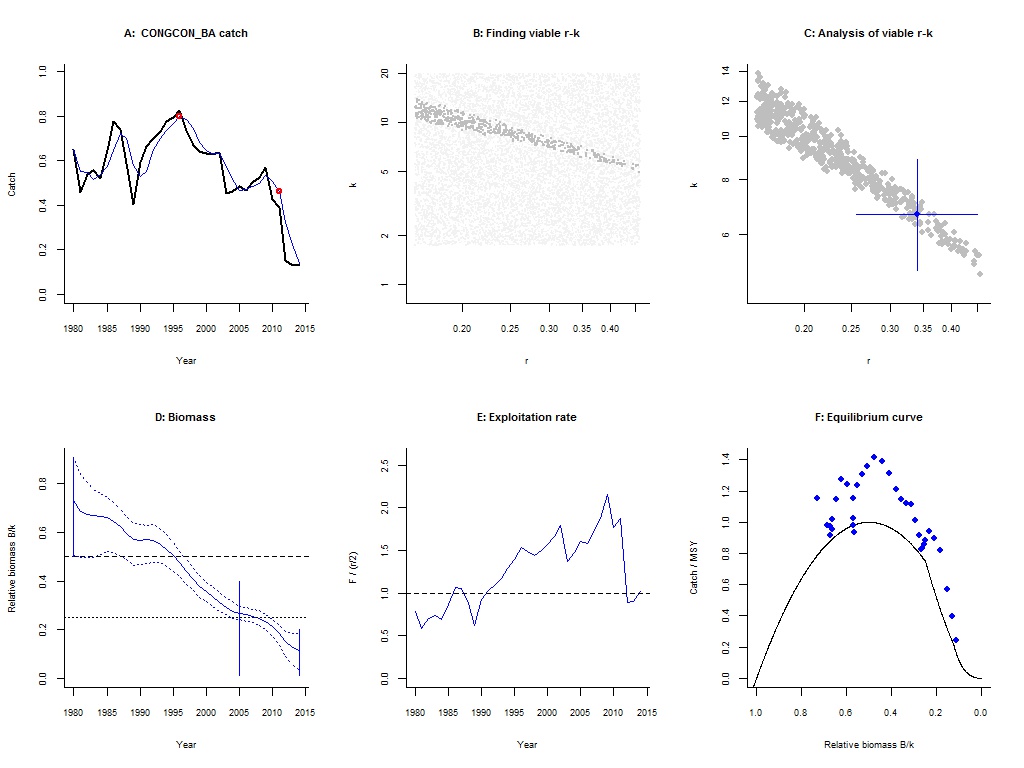 A: CONGCON_BA catch
Catch
0.0 0.2 0.4 0.6 0.8 1.0
1980 1985 1990 1995 2000 2005 2010 2015
Year
B: Finding viable r-k
k
1 2 5 10 20
0.20 0.25 0.30 0.35 0.40
r
C: Analysis of viable r-k
k
6 8 10 12 14
0.20 0.25 0.30 0.35 0.40
r
D: Biomass
Relative biomass B/k
0.0 0.2 0.4 0.6 0.8
1980 1985 1990 1995 2000 2005 2010 2015
Year
E: Exploitation rate
F / (r/2)
0.0 0.5 1.0 1.5 2.0 2.5
1980 1985 1990 1995 2000 2005 2010 2015
Year
F: Equilibrium curve
Catch / MSY
0.0 0.2 0.4 0.6 0.8 1.0 1.2 1.4
1.0 0.8 0.6 0.4 0.2 0.0
Relative biomass B/k